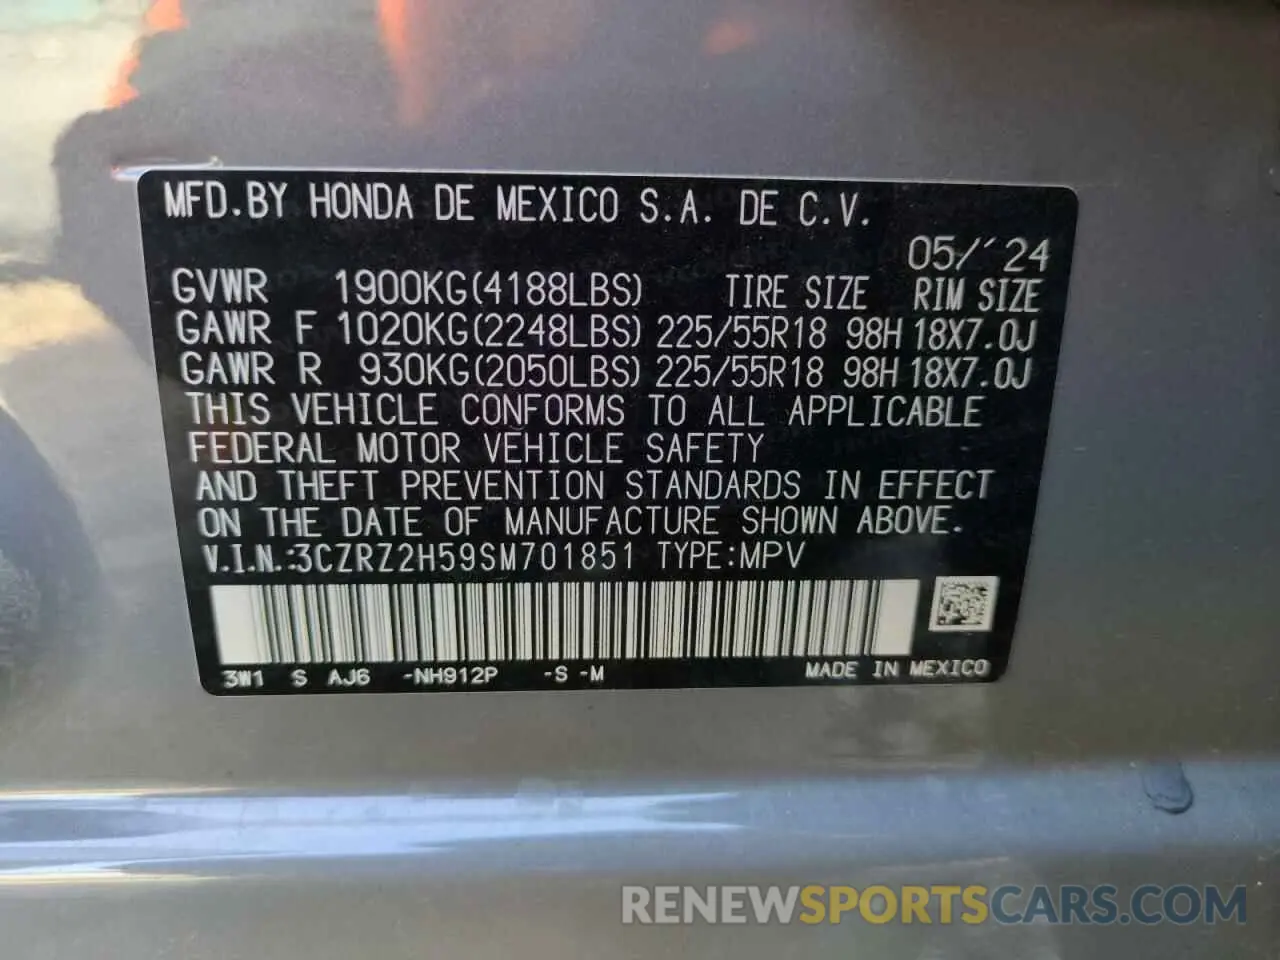 MFD.BY HONDA DE MEXICO S.A. DE C.V.
05/´24
GVWR 1900KG(4188LBS) TIRE SIZE RIM SIZE
GAWR F 1020KG(2248LBS) 225/55R18 98H 18X7.0J
GAWR R 930KG(2050LBS) 225/55R18 98H 18X7.0J
THIS VEHICLE CONFORMS TO ALL APPLICABLE
FEDERAL MOTOR VEHICLE SAFETY
AND THEFT PREVENTION STANDARDS IN EFFECT
ON THE DATE OF MANUFACTURE SHOWN ABOVE.
V.I.N.:3CZRZ2H59SM701851 TYPE:MPV
3W1 S AJ6 -NH912P -S -M MADE IN MEXICO
RENEWSPORTSCARS.COM